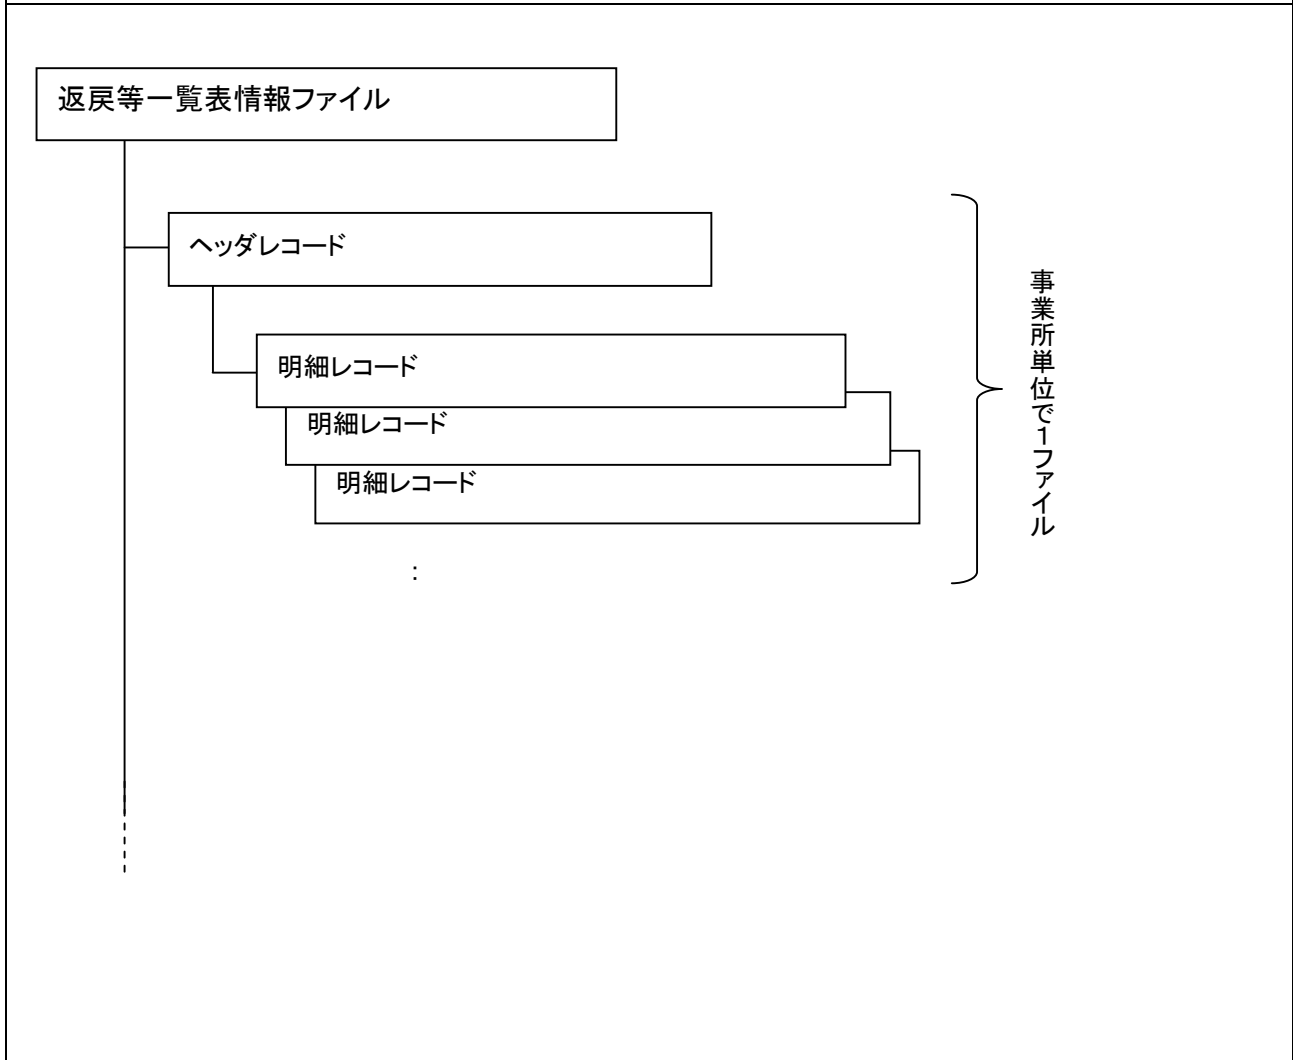 返戻等一覧表情報ファイル
ヘッダレコード
明細レコード
明細レコード
明細レコード
：
事業所単位で１ファイル